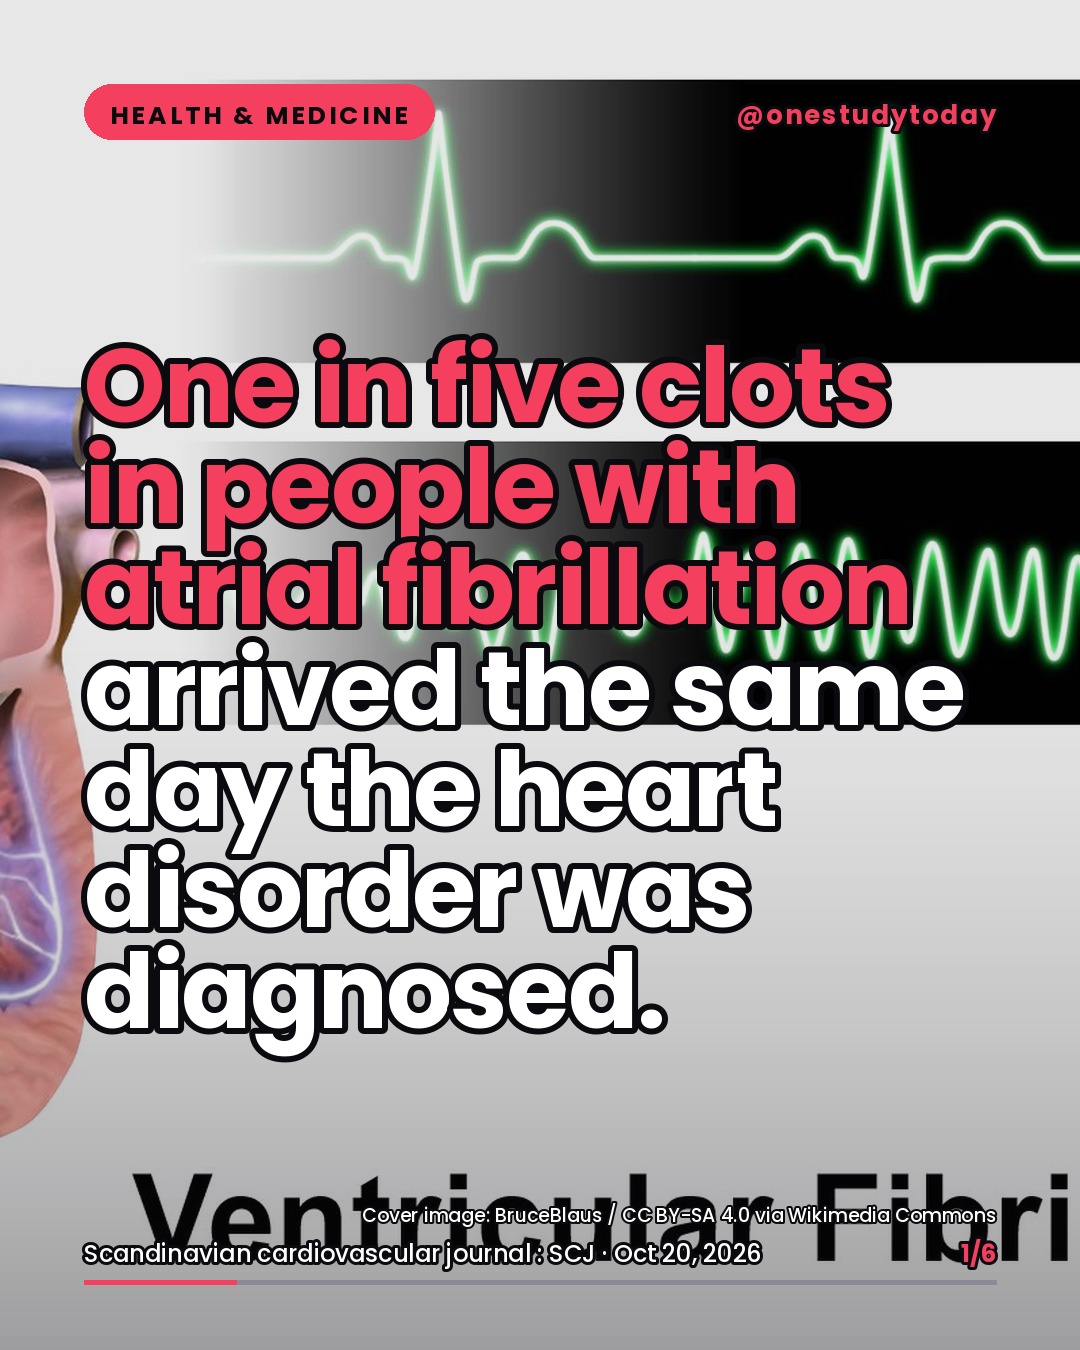 HEALTH & MEDICINE
@onestudytoday
One in five clots
in people with
atrial fibrillation
arrived the same
day the heart
disorder was
diagnosed.
Ventricular Fibri
Cover image: BruceBlaus / CC BY-SA 4.0 via Wikimedia Commons
Scandinavian cardiovascular journal : SCJ · Oct 20, 2026
1/6